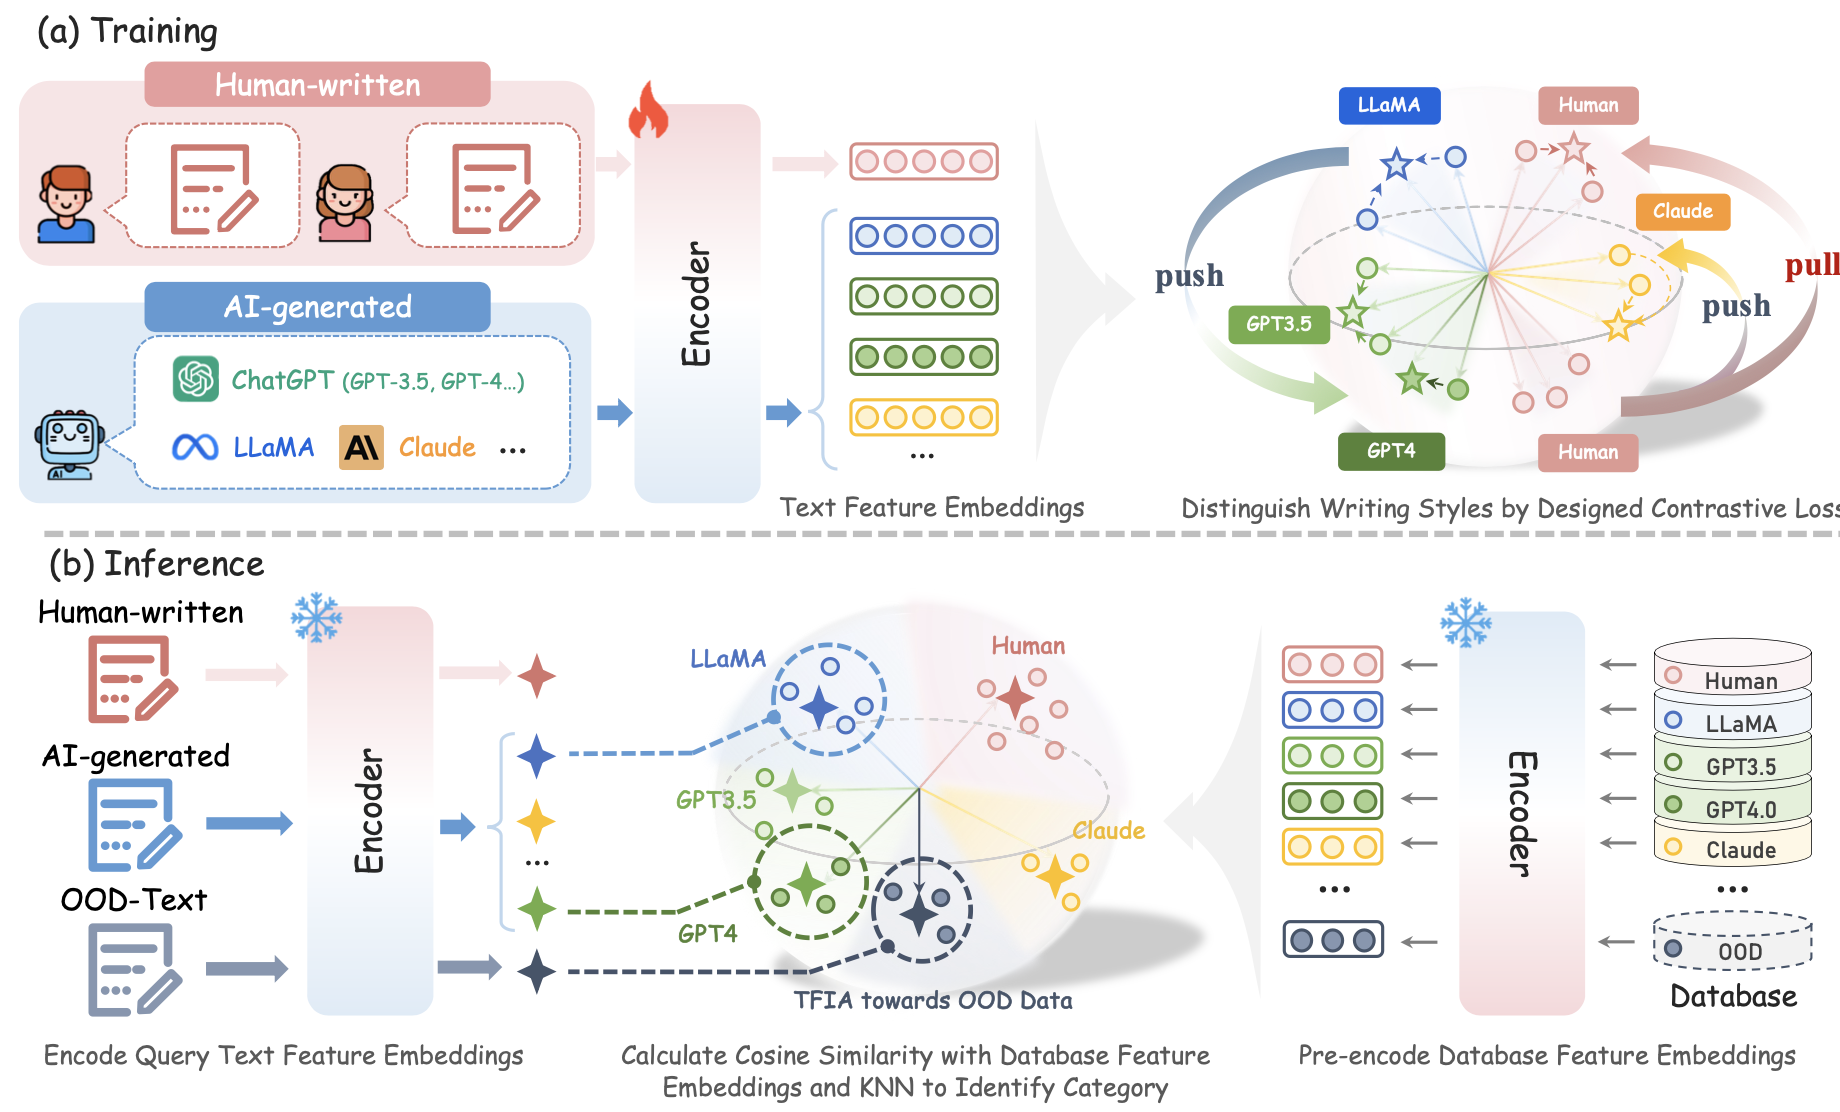 (a) Training
Human-written
AI-generated
ChatGPT (GPT-3.5, GPT-4...)
LLaMA
AI
Claude
...
AI
Encoder
...
Text Feature Embeddings
LLaMA
Human
Claude
push
pull
push
GPT3.5
GPT4
Human
Distinguish Writing Styles by Designed Contrastive Loss
(b) Inference
Human-written
AI-generated
OOD-Text
Encoder
...
Encode Query Text Feature Embeddings
LLaMA
Human
GPT3.5
Claude
GPT4
TFIA towards OOD Data
Calculate Cosine Similarity with Database Feature
Embeddings and KNN to Identify Category
...
Encoder
Human
LLaMA
GPT3.5
GPT4.0
Claude
...
OOD
Database
Pre-encode Database Feature Embeddings